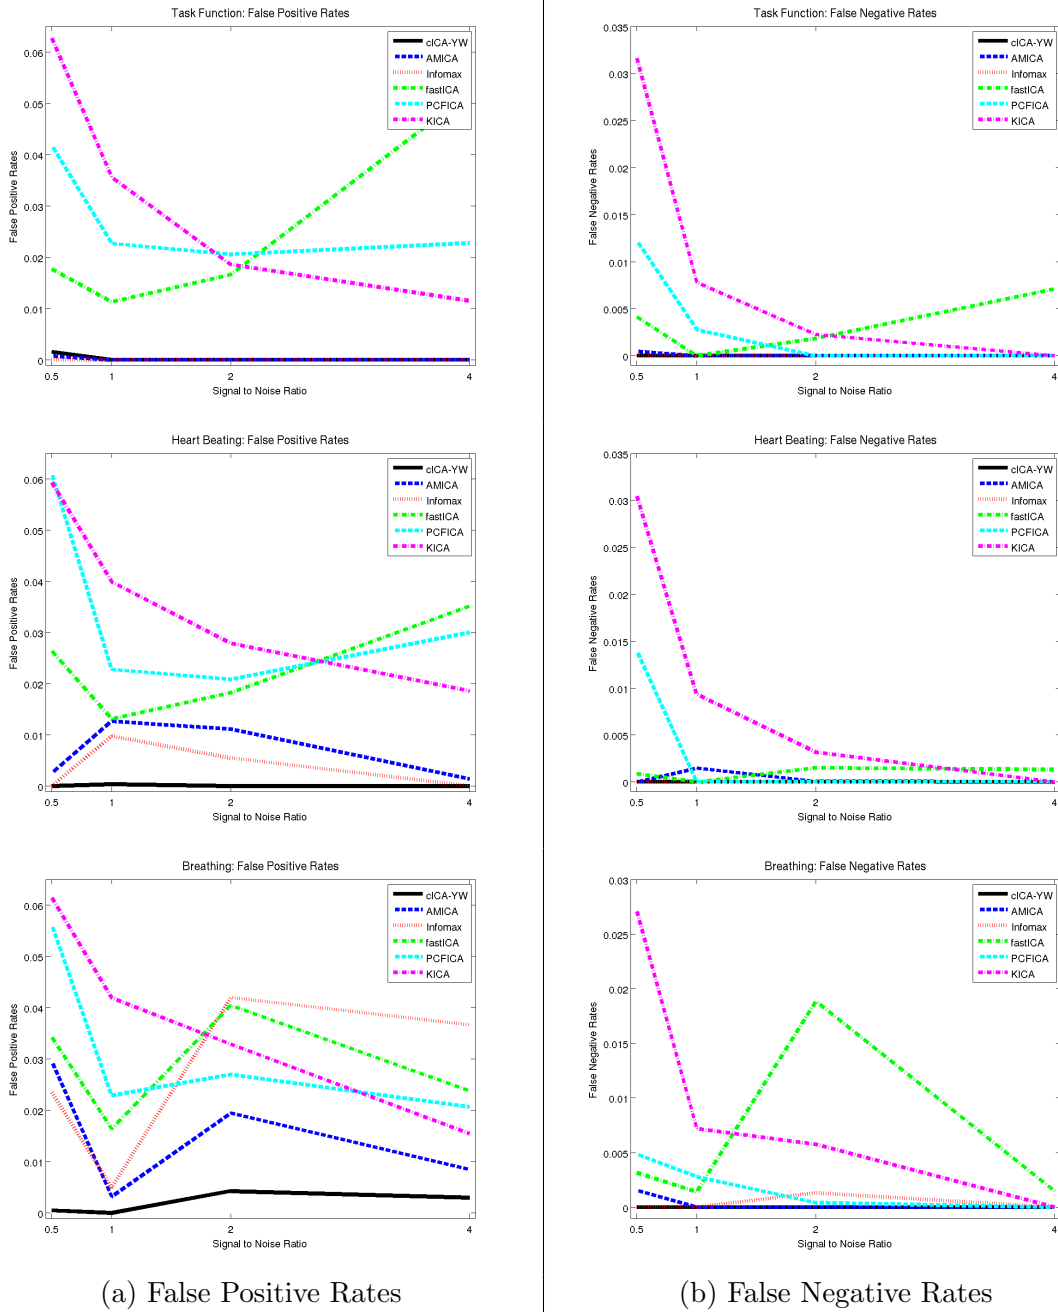 Task Function: False Positive Rates
0.06
0.05
0.04
0.03
0.02
0.01
0
False Positive Rates
cICA-YW
AMICA
Infomax
fastICA
PCFICA
KICA
0.5 1 2 4
Signal to Noise Ratio
Task Function: False Negative Rates
0.035
0.03
0.025
0.02
0.015
0.01
0.005
0
False Negative Rates
cICA-YW
AMICA
Infomax
fastICA
PCFICA
KICA
0.5 1 2 4
Signal to Noise Ratio
Heart Beating: False Positive Rates
0.06
0.05
0.04
0.03
0.02
0.01
0
False Positive Rates
cICA-YW
AMICA
Infomax
fastICA
PCFICA
KICA
0.5 1 2 4
Signal to Noise Ratio
Heart Beating: False Negative Rates
0.035
0.03
0.025
0.02
0.015
0.01
0.005
0
False Negative Rates
cICA-YW
AMICA
Infomax
fastICA
PCFICA
KICA
0.5 1 2 4
Signal to Noise Ratio
Breathing: False Positive Rates
0.06
0.05
0.04
0.03
0.02
0.01
0
False Positive Rates
cICA-YW
AMICA
Infomax
fastICA
PCFICA
KICA
0.5 1 2 4
Signal to Noise Ratio
Breathing: False Negative Rates
0.03
0.025
0.02
0.015
0.01
0.005
0
False Negative Rates
cICA-YW
AMICA
Infomax
fastICA
PCFICA
KICA
0.5 1 2 4
Signal to Noise Ratio
(a) False Positive Rates
(b) False Negative Rates